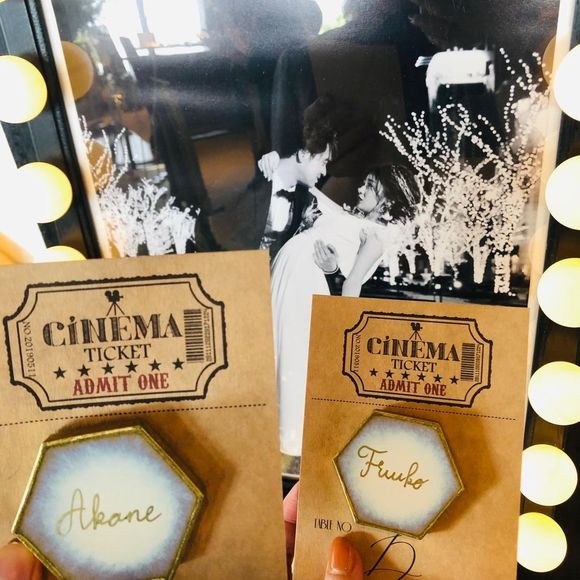 CiNEMA
TICKET
ADMIT ONE
Akane
CiNEMA
TICKET
ADMIT ONE
Fuuko
TABLE NO
D